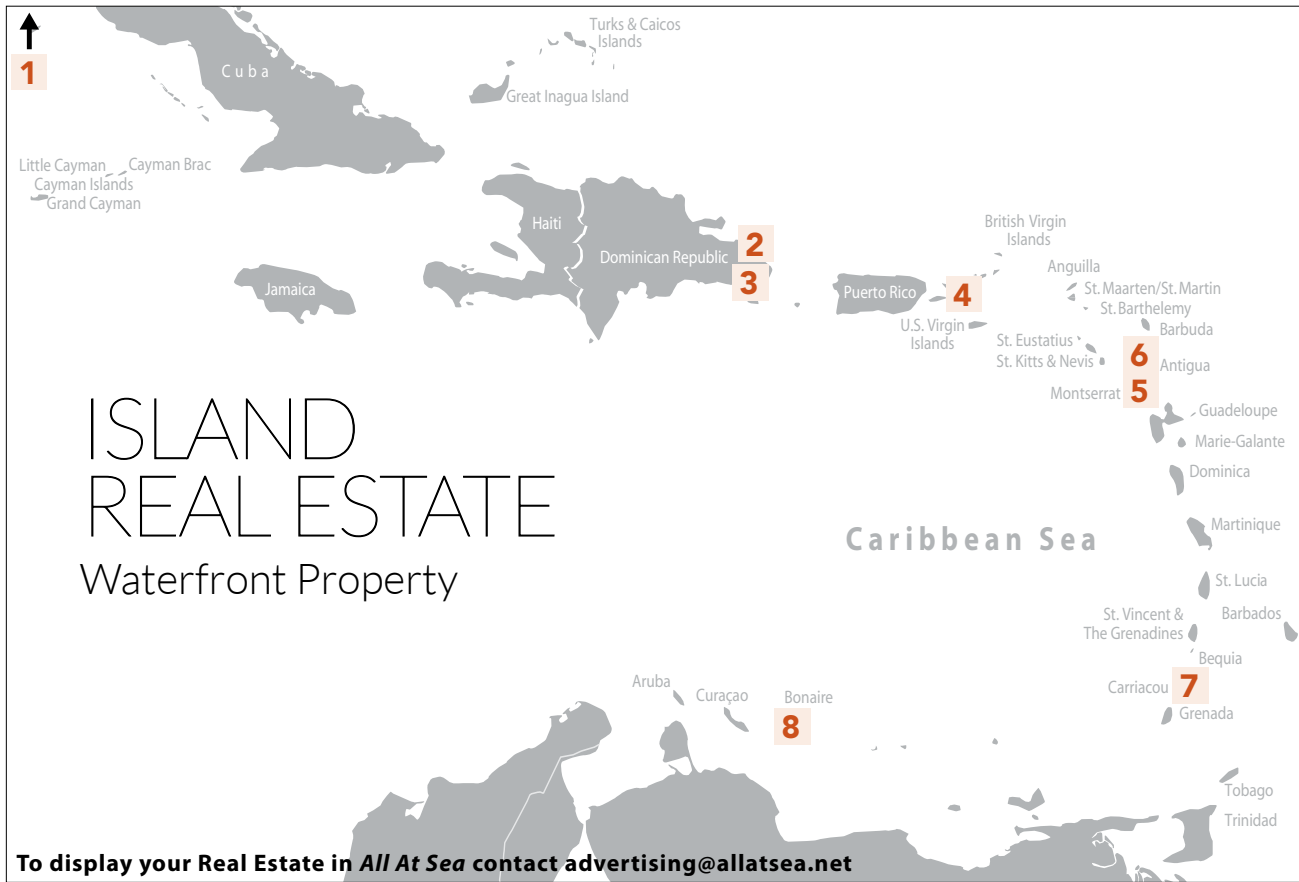 1
Cuba
Turks & Caicos
Islands
Great Inagua Island
Little Cayman
Cayman Brac
Cayman Islands
Grand Cayman
Haiti
Dominican Republic
2
3
Jamaica
Puerto Rico
4
British Virgin
Islands
U.S. Virgin
Islands
Anguilla
St. Maarten/St. Martin
St. Barthelemy
Barbuda
St. Eustatius
St. Kitts & Nevis
6
Antigua
Montserrat
5
Guadeloupe
Marie-Galante
Dominica
ISLAND
REAL ESTATE
Waterfront Property
Caribbean Sea
Martinique
St. Lucia
St. Vincent &
The Grenadines
Barbados
Bequia
Carriacou
7
Grenada
Aruba
Curaçao
Bonaire
8
Tobago
Trinidad
To display your Real Estate in All At Sea contact advertising@allatsea.net